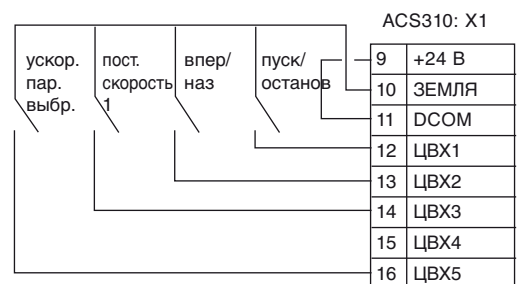 ACS310: X1
ускор.
пар.
выбр.
пост.
скорость
1
впер/
наз
пуск/
останов
9 +24 В
10 ЗЕМЛЯ
11 DCOM
12 ЦВХ1
13 ЦВХ2
14 ЦВХ3
15 ЦВХ4
16 ЦВХ5